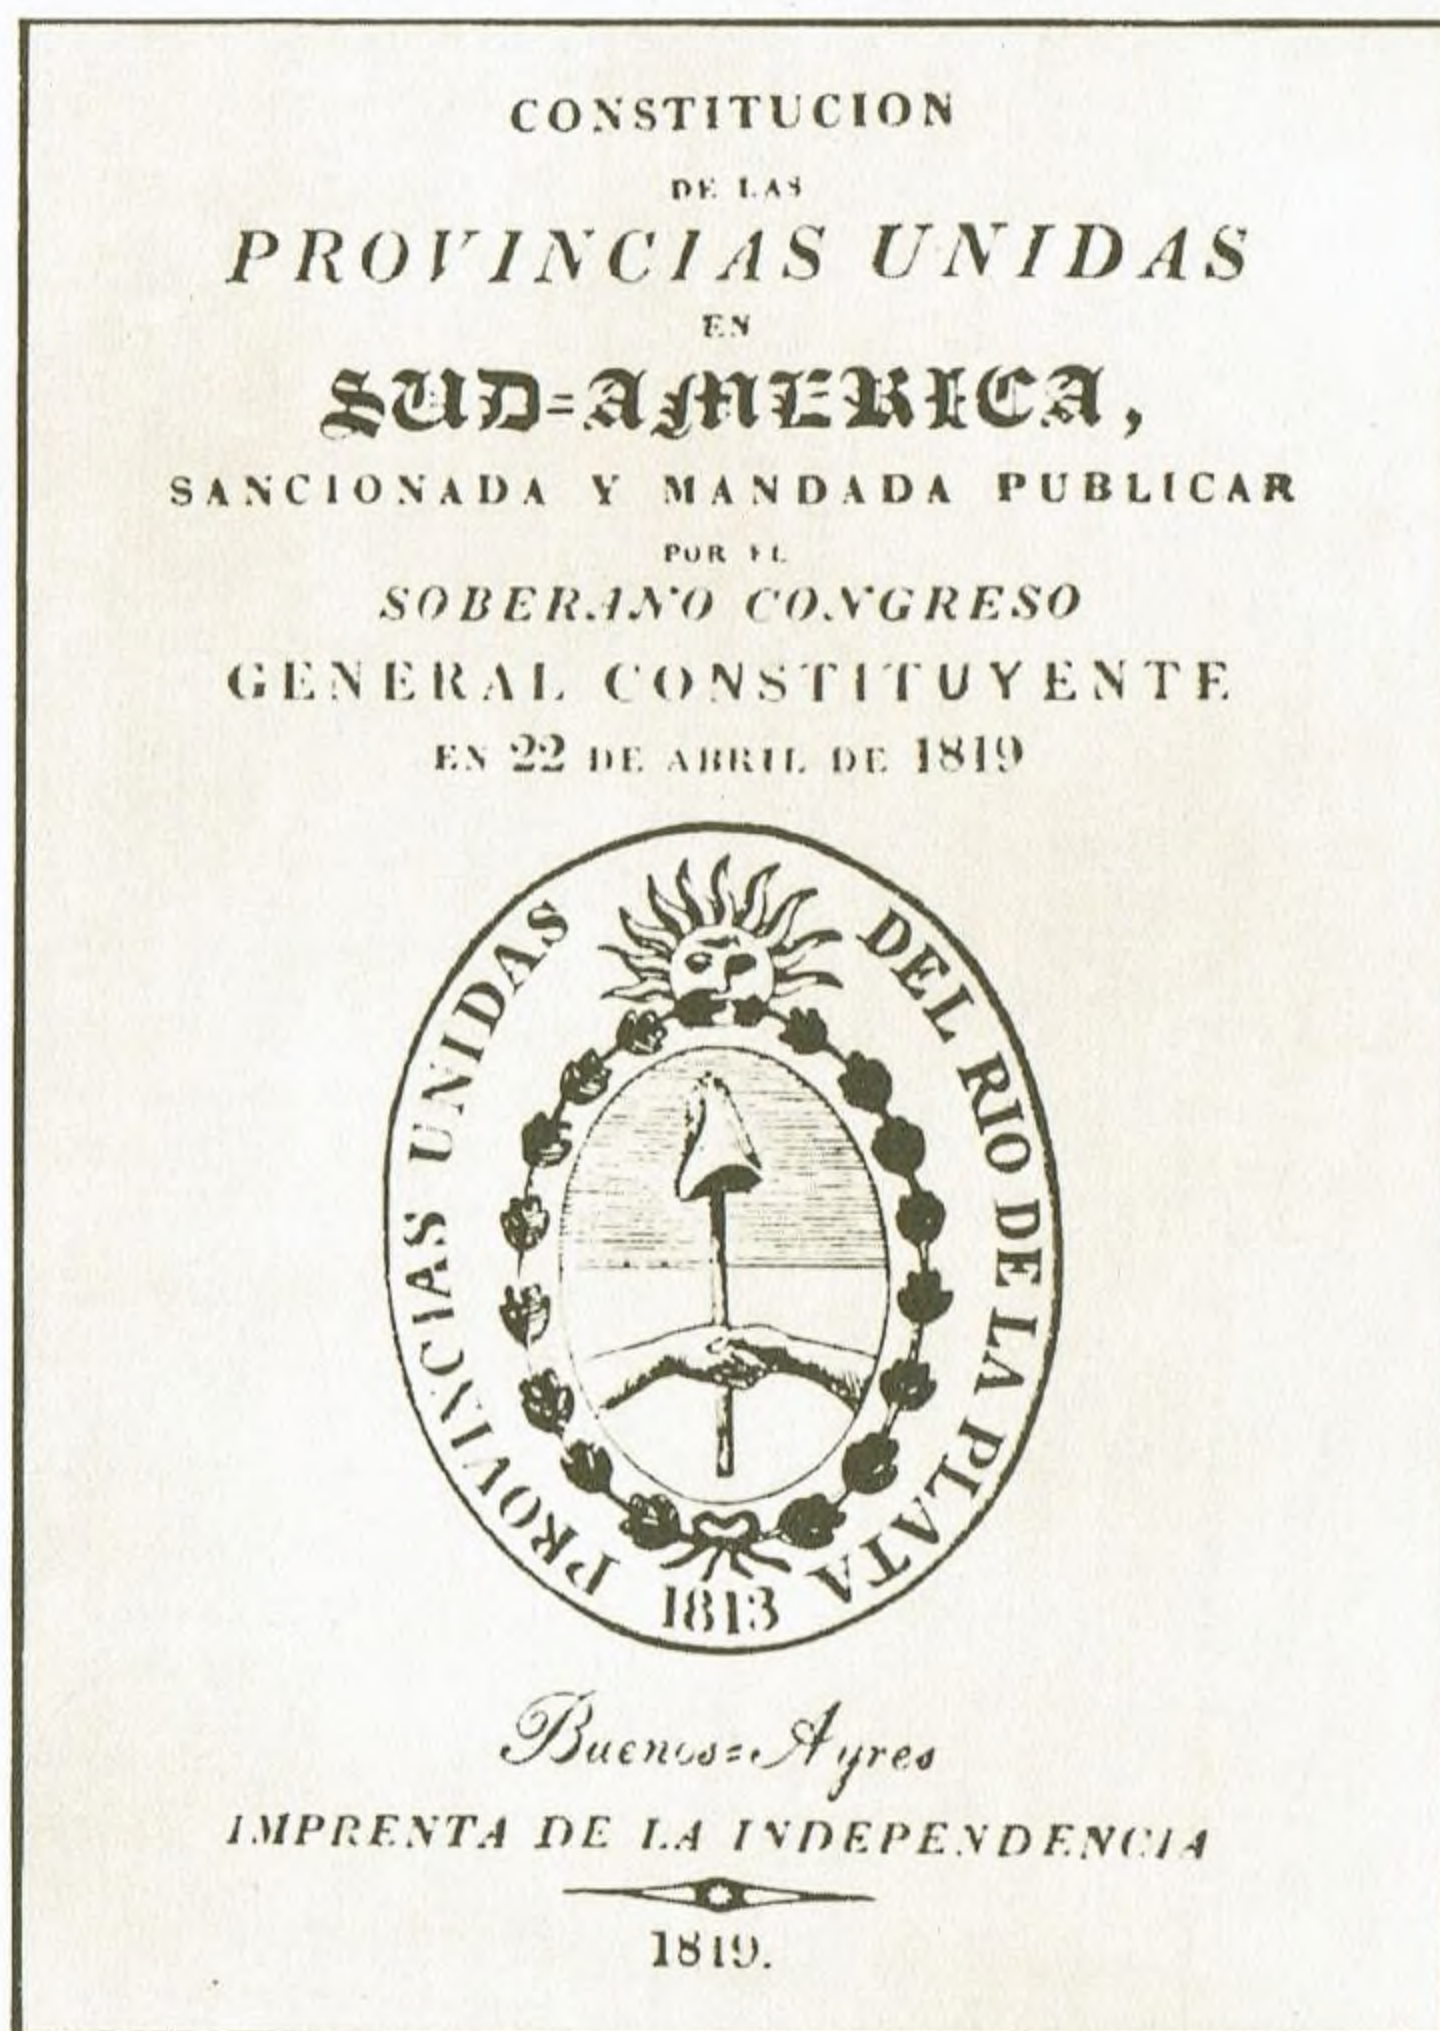 CONSTITUCION
DE LAS
PROVINCIAS UNIDAS
EN
SUD=AMERICA,
SANCIONADA Y MANDADA PUBLICAR
POR EL
SOBERANO CONGRESO
GENERAL CONSTITUYENTE
EN 22 DE ABRIL DE 1819
PROVINCIAS UNIDAS DEL RIO DE LA PLATA
1813
Buenos=Ayres
IMPRENTA DE LA INDEPENDENCIA
1819.